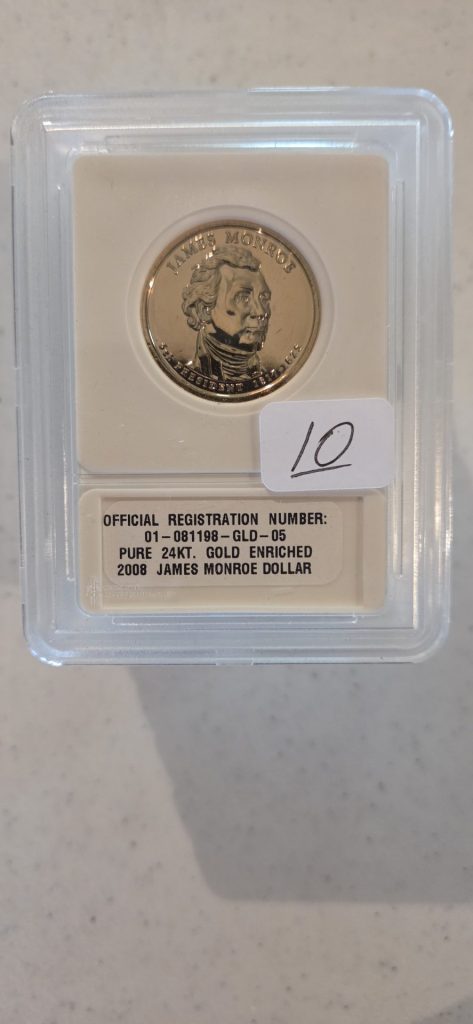 JAMES MONROE
5th PRESIDENT 1817-1825
10
OFFICIAL REGISTRATION NUMBER:
01-081198-GLD-05
PURE 24KT. GOLD ENRICHED
2008 JAMES MONROE DOLLAR